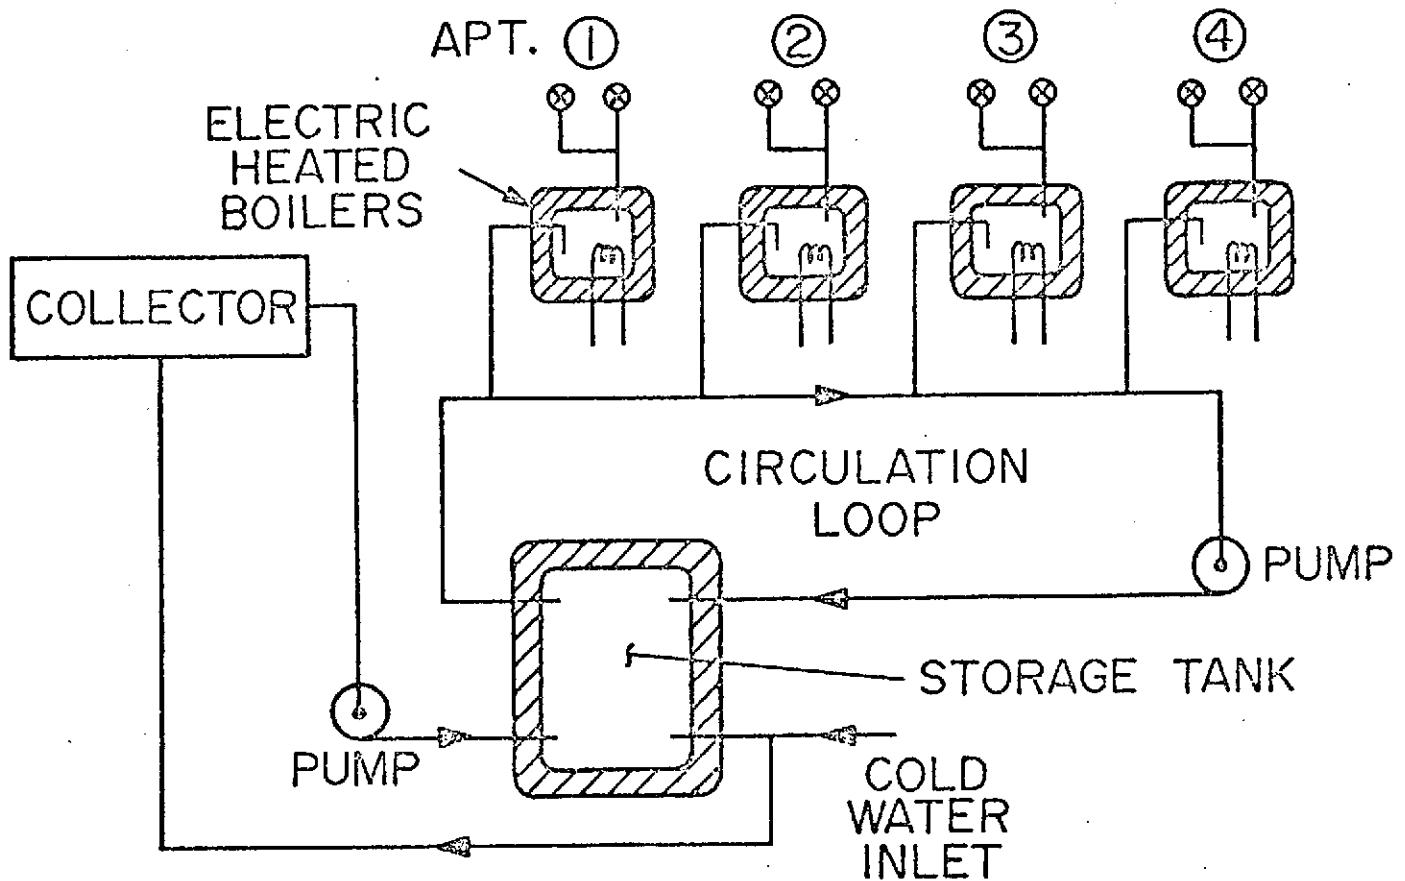 APT. 1 2 3 4
ELECTRIC
HEATED
BOILERS
COLLECTOR
CIRCULATION
LOOP
PUMP
STORAGE TANK
PUMP
COLD
WATER
INLET